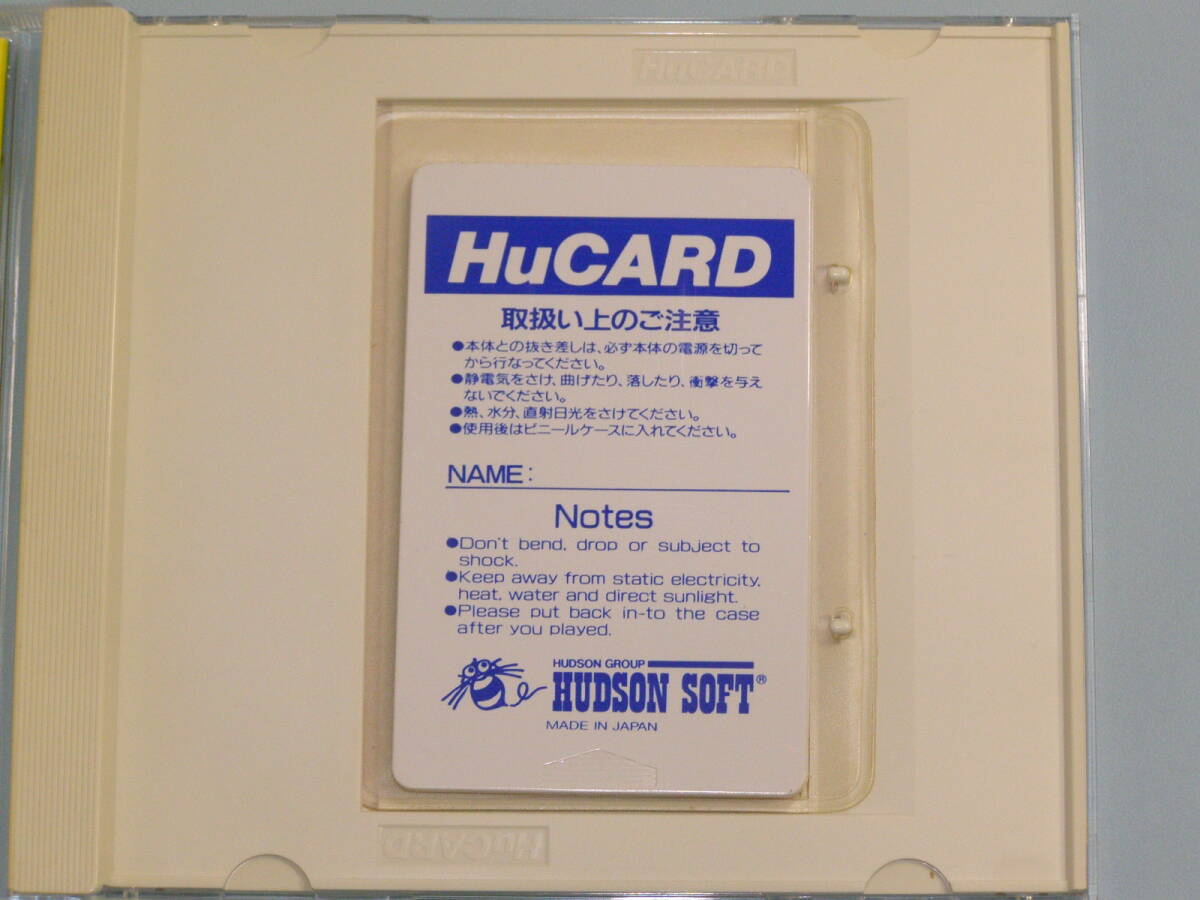 HuCARD
HuCARD
取扱い上のご注意
●本体との抜き差しは、必ず本体の電源を切って
から行なってください。
●静電気をさけ、曲げたり、落したり、衝撃を与え
ないでください。
●熱、水分、直射日光をさけてください。
●使用後はビニールケースに入れてください。
NAME:
Notes
●Don't bend, drop or subject to
shock.
●Keep away from static electricity,
heat, water and direct sunlight.
●Please put back in-to the case
after you played.
HUDSON GROUP
HUDSON SOFT®
MADE IN JAPAN
HuCARD